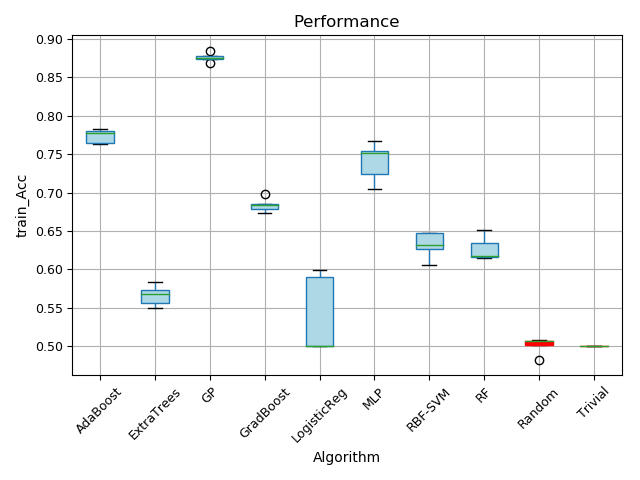 Performance
train_Acc
0.90
0.85
0.80
0.75
0.70
0.65
0.60
0.55
0.50
AdaBoost
ExtraTrees
GP
GradBoost
LogisticReg
MLP
RBF-SVM
RF
Random
Trivial
Algorithm